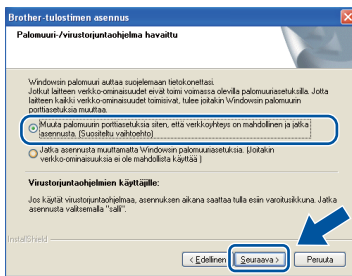 Brother-tulostimen asennus
Palomuuri-/virustorjuntaohjelma havaittu
Windowsin palomuuri auttaa suojelemaan tietokonettasi.
Jotkut laitteen verkko-ominaisuudet eivät toimi voimassa olevilla palomuuriasetuksilla. Jotta
laitteen kaikki verkko-ominaisuudet toimisivat, tulee joitakin Windowsin palomuurin
porttiasetuksia muuttaa.
Muuta palomuurin porttiasetuksia siten, että verkkoyhteys on mahdollinen ja jatka
asennusta. (Suositeltu vaihtoehto)
Jatka asennusta muuttamatta Windowsin palomuuriasetuksia. (Joitakin
verkko-ominaisuuksia ei ole mahdollista käyttää )
Virustorjuntaohjelmien käyttäjille:
Jos käytät virustorjuntaohjelmaa, asennuksen aikana saattaa tulla esiin varoitusikkuna. Jatka
asennusta valitsemalla "salli".
InstallShield
< Edellinen
Seuraava >
Peruuta